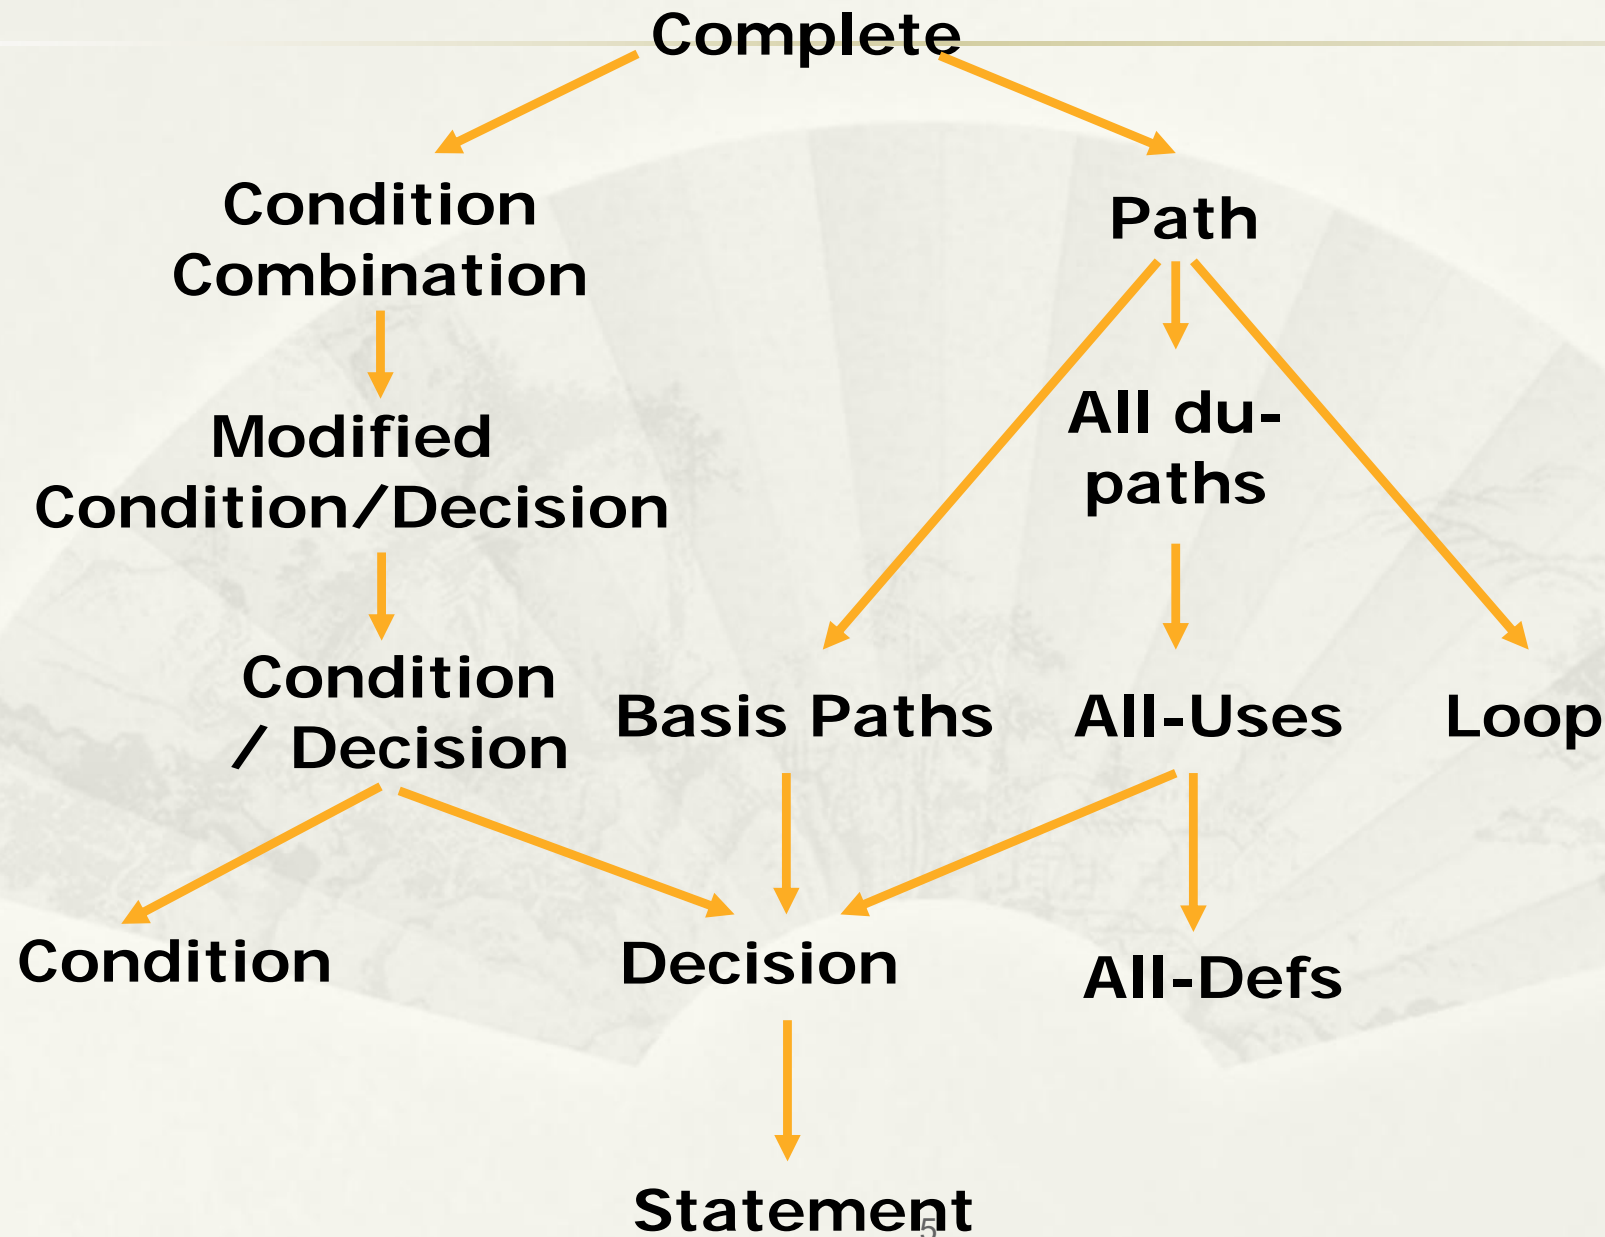 Complete
Condition
Combination
Path
Modified
Condition/Decision
All du-
paths
Condition
/ Decision
Basis Paths
All-Uses
Loop
Condition
Decision
All-Defs
Statement
5